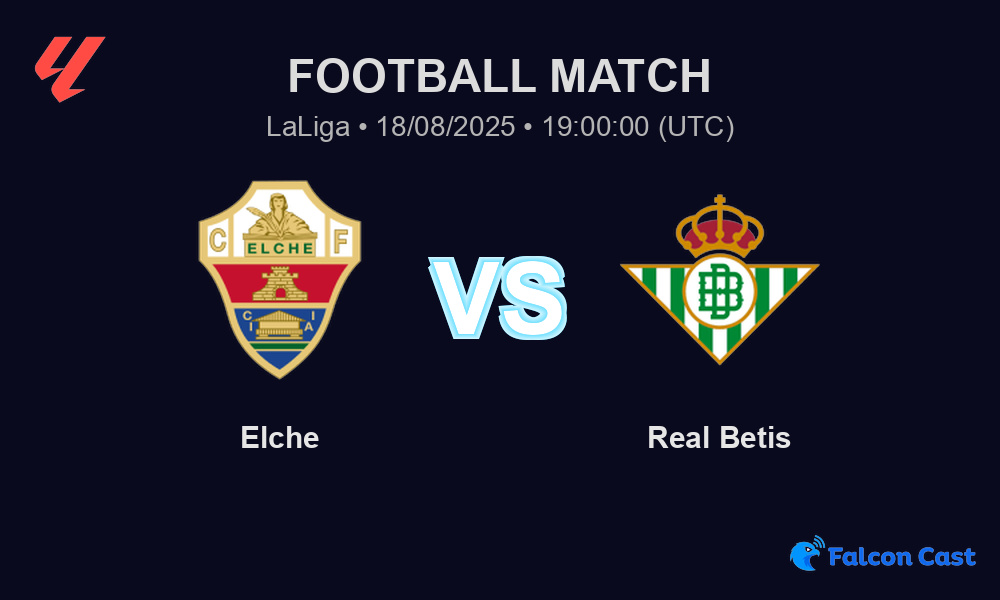 FOOTBALL MATCH
LaLiga • 18/08/2025 • 19:00:00 (UTC)
C ELCHE F
C I I A
VS
B B
Elche
Real Betis
Falcon Cast